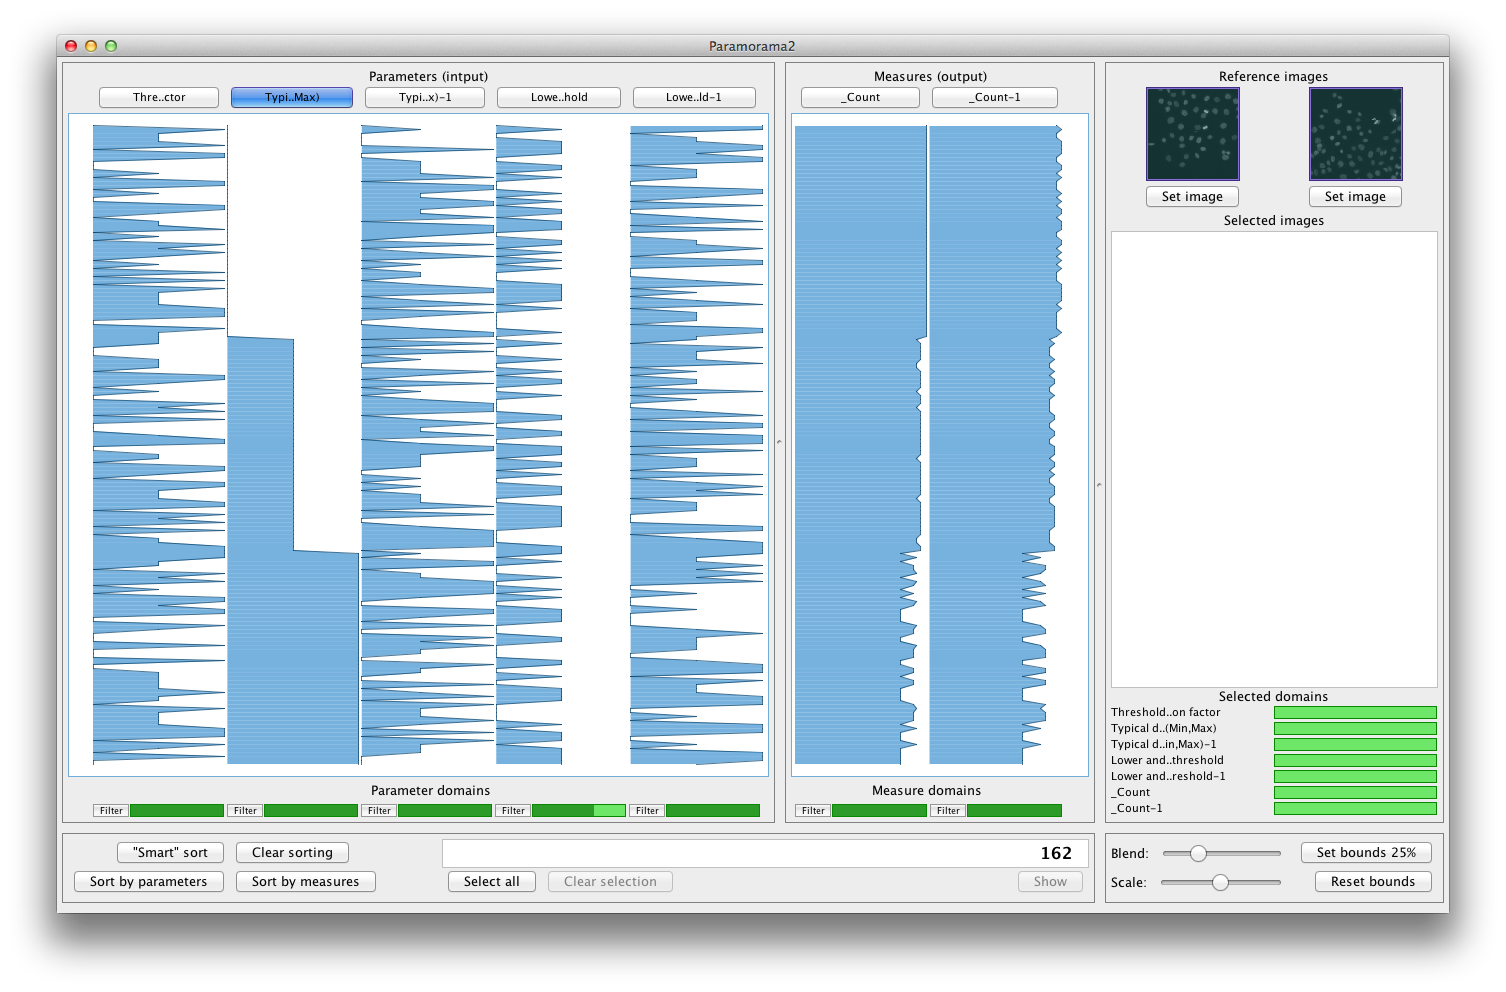 Paramorama2
Parameters (intput)
Thre..ctor
Typi..Max)
Typi..x)-1
Lowe..hold
Lowe..ld-1
Parameter domains
Filter
Filter
Filter
Filter
Filter
Measures (output)
_Count
_Count-1
Measure domains
Filter
Filter
Reference images
Set image
Set image
Selected images
Selected domains
Threshold..on factor
Typical d..(Min,Max)
Typical d..in,Max)-1
Lower and..threshold
Lower and..reshold-1
_Count
_Count-1
"Smart" sort
Clear sorting
162
Sort by parameters
Sort by measures
Select all
Clear selection
Show
Blend:
Set bounds 25%
Scale:
Reset bounds